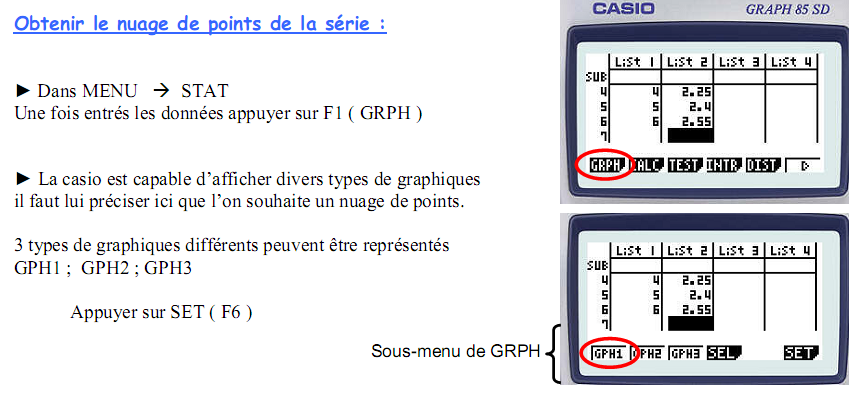 Obtenir le nuage de points de la série :
► Dans MENU → STAT
Une fois entrés les données appuyer sur F1 ( GRPH )
► La casio est capable d'afficher divers types de graphiques
il faut lui préciser ici que l'on souhaite un nuage de points.
3 types de graphiques différents peuvent être représentés
GPH1 ; GPH2 ; GPH3
Appuyer sur SET ( F6 )
Sous-menu de GRPH
CASIO GRAPH 85 SD
List 1 List 2 List 3 List 4
SUB
4 4 2.25
5 5 2.4
6 6 2.55
7
GRPH CALC TEST INTR DIST ▷
List 1 List 2 List 3 List 4
SUB
4 4 2.25
5 5 2.4
6 6 2.55
7
GPH1 GPH2 GPH3 SEL SET